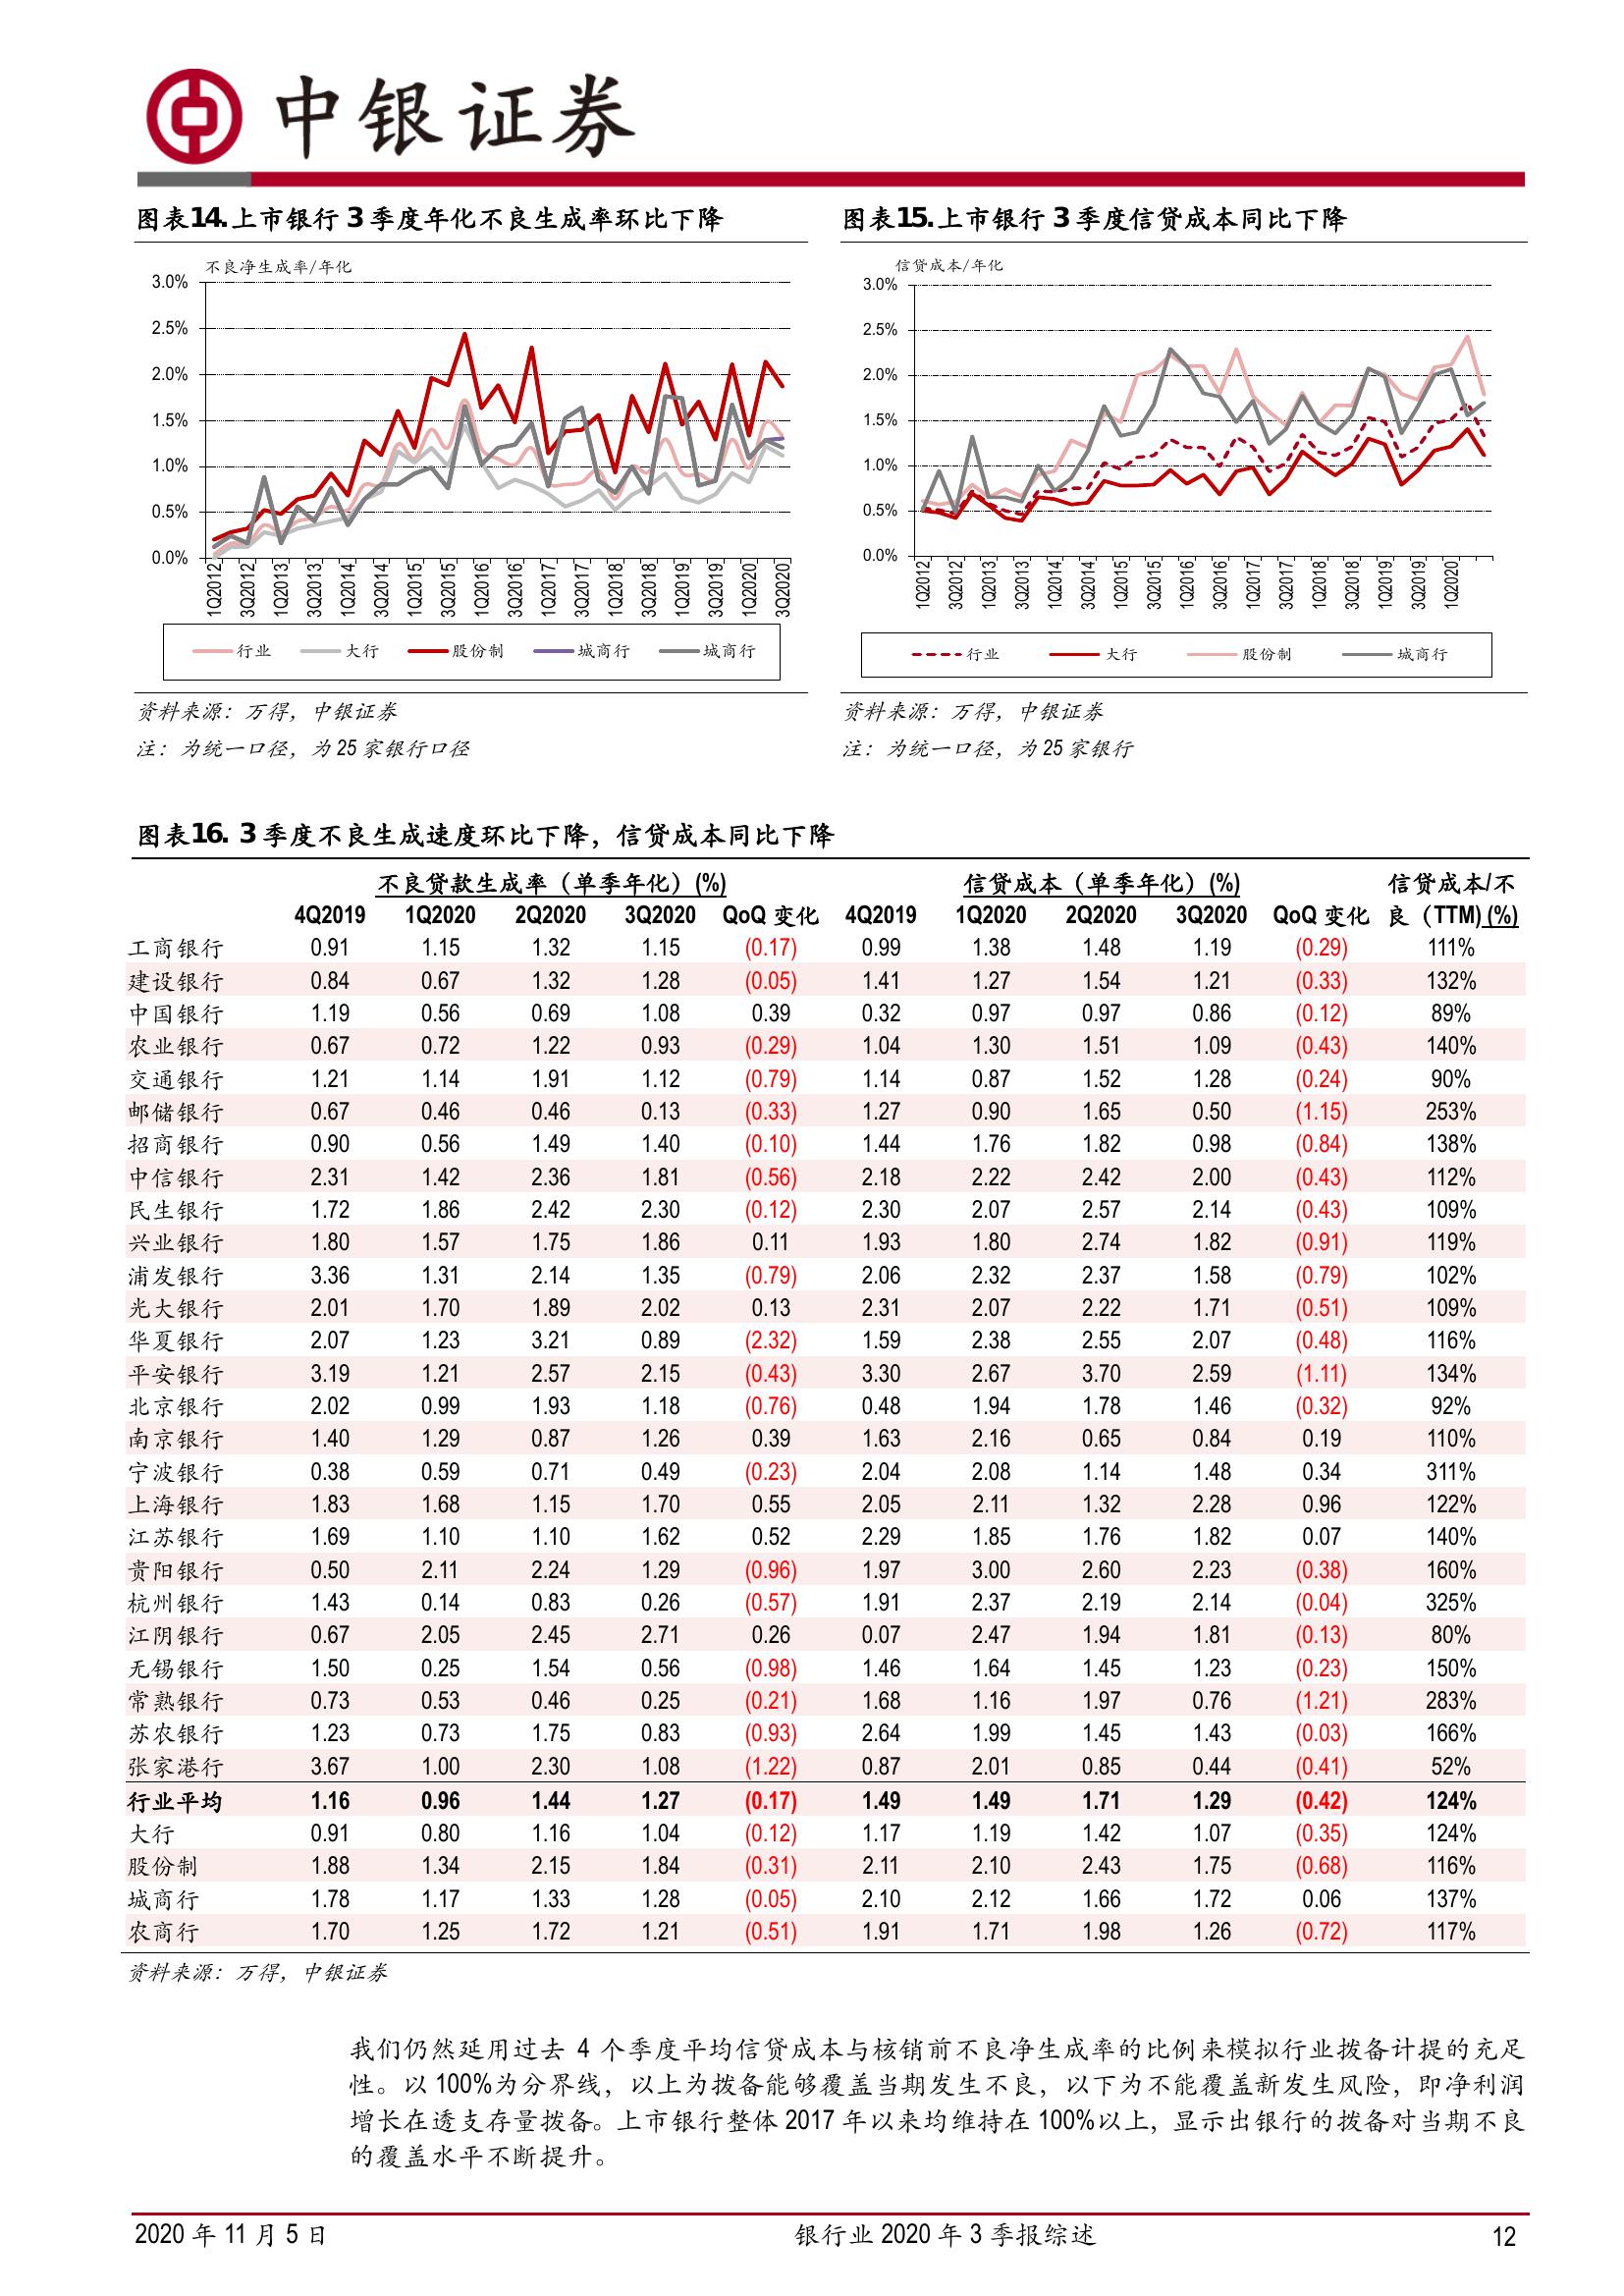 中银证券
图表14.上市银行 3 季度年化不良生成率环比下降
不良净生成率/年化
3.0%
2.5%
2.0%
1.5%
1.0%
0.5%
0.0%
1Q2012
3Q2012
1Q2013
3Q2013
1Q2014
3Q2014
1Q2015
3Q2015
1Q2016
3Q2016
1Q2017
3Q2017
1Q2018
3Q2018
1Q2019
3Q2019
1Q2020
3Q2020
行业 大行 股份制 城商行 城商行
资料来源：万得，中银证券
注：为统一口径，为 25 家银行口径
图表15.上市银行 3 季度信贷成本同比下降
信贷成本/年化
3.0%
2.5%
2.0%
1.5%
1.0%
0.5%
0.0%
1Q2012
3Q2012
1Q2013
3Q2013
1Q2014
3Q2014
1Q2015
3Q2015
1Q2016
3Q2016
1Q2017
3Q2017
1Q2018
3Q2018
1Q2019
3Q2019
1Q2020
行业 大行 股份制 城商行
资料来源：万得，中银证券
注：为统一口径，为 25 家银行
图表16. 3 季度不良生成速度环比下降，信贷成本同比下降
不良贷款生成率（单季年化）(%) 信贷成本（单季年化）(%) 信贷成本/不
4Q2019 1Q2020 2Q2020 3Q2020 QoQ 变化 4Q2019 1Q2020 2Q2020 3Q2020 QoQ 变化 良（TTM) (%)
工商银行 0.91 1.15 1.32 1.15 (0.17) 0.99 1.38 1.48 1.19 (0.29) 111%
建设银行 0.84 0.67 1.32 1.28 (0.05) 1.41 1.27 1.54 1.21 (0.33) 132%
中国银行 1.19 0.56 0.69 1.08 0.39 0.32 0.97 0.97 0.86 (0.12) 89%
农业银行 0.67 0.72 1.22 0.93 (0.29) 1.04 1.30 1.51 1.09 (0.43) 140%
交通银行 1.21 1.14 1.91 1.12 (0.79) 1.14 0.87 1.52 1.28 (0.24) 90%
邮储银行 0.67 0.46 0.46 0.13 (0.33) 1.27 0.90 1.65 0.50 (1.15) 253%
招商银行 0.90 0.56 1.49 1.40 (0.10) 1.44 1.76 1.82 0.98 (0.84) 138%
中信银行 2.31 1.42 2.36 1.81 (0.56) 2.18 2.22 2.42 2.00 (0.43) 112%
民生银行 1.72 1.86 2.42 2.30 (0.12) 2.30 2.07 2.57 2.14 (0.43) 109%
兴业银行 1.80 1.57 1.75 1.86 0.11 1.93 1.80 2.74 1.82 (0.91) 119%
浦发银行 3.36 1.31 2.14 1.35 (0.79) 2.06 2.32 2.37 1.58 (0.79) 102%
光大银行 2.01 1.70 1.89 2.02 0.13 2.31 2.07 2.22 1.71 (0.51) 109%
华夏银行 2.07 1.23 3.21 0.89 (2.32) 1.59 2.38 2.55 2.07 (0.48) 116%
平安银行 3.19 1.21 2.57 2.15 (0.43) 3.30 2.67 3.70 2.59 (1.11) 134%
北京银行 2.02 0.99 1.93 1.18 (0.76) 0.48 1.94 1.78 1.46 (0.32) 92%
南京银行 1.40 1.29 0.87 1.26 0.39 1.63 2.16 0.65 0.84 0.19 110%
宁波银行 0.38 0.59 0.71 0.49 (0.23) 2.04 2.08 1.14 1.48 0.34 311%
上海银行 1.83 1.68 1.15 1.70 0.55 2.05 2.11 1.32 2.28 0.96 122%
江苏银行 1.69 1.10 1.10 1.62 0.52 2.29 1.85 1.76 1.82 0.07 140%
贵阳银行 0.50 2.11 2.24 1.29 (0.96) 1.97 3.00 2.60 2.23 (0.38) 160%
杭州银行 1.43 0.14 0.83 0.26 (0.57) 1.91 2.37 2.19 2.14 (0.04) 325%
江阴银行 0.67 2.05 2.45 2.71 0.26 0.07 2.47 1.94 1.81 (0.13) 80%
无锡银行 1.50 0.25 1.54 0.56 (0.98) 1.46 1.64 1.45 1.23 (0.23) 150%
常熟银行 0.73 0.53 0.46 0.25 (0.21) 1.68 1.16 1.97 0.76 (1.21) 283%
苏农银行 1.23 0.73 1.75 0.83 (0.93) 2.64 1.99 1.45 1.43 (0.03) 166%
张家港行 3.67 1.00 2.30 1.08 (1.22) 0.87 2.01 0.85 0.44 (0.41) 52%
行业平均 1.16 0.96 1.44 1.27 (0.17) 1.49 1.49 1.71 1.29 (0.42) 124%
大行 0.91 0.80 1.16 1.04 (0.12) 1.17 1.19 1.42 1.07 (0.35) 124%
股份制 1.88 1.34 2.15 1.84 (0.31) 2.11 2.10 2.43 1.75 (0.68) 116%
城商行 1.78 1.17 1.33 1.28 (0.05) 2.10 2.12 1.66 1.72 0.06 137%
农商行 1.70 1.25 1.72 1.21 (0.51) 1.91 1.71 1.98 1.26 (0.72) 117%
资料来源：万得，中银证券
我们仍然延用过去 4 个季度平均信贷成本与核销前不良净生成率的比例来模拟行业拨备计提的充足
性。以 100%为分界线，以上为拨备能够覆盖当期发生不良，以下为不能覆盖新发生风险，即净利润
增长在透支存量拨备。上市银行整体 2017 年以来均维持在 100%以上，显示出银行的拨备对当期不良
的覆盖水平不断提升。
2020 年 11 月 5 日 银行业 2020 年 3 季报综述 12